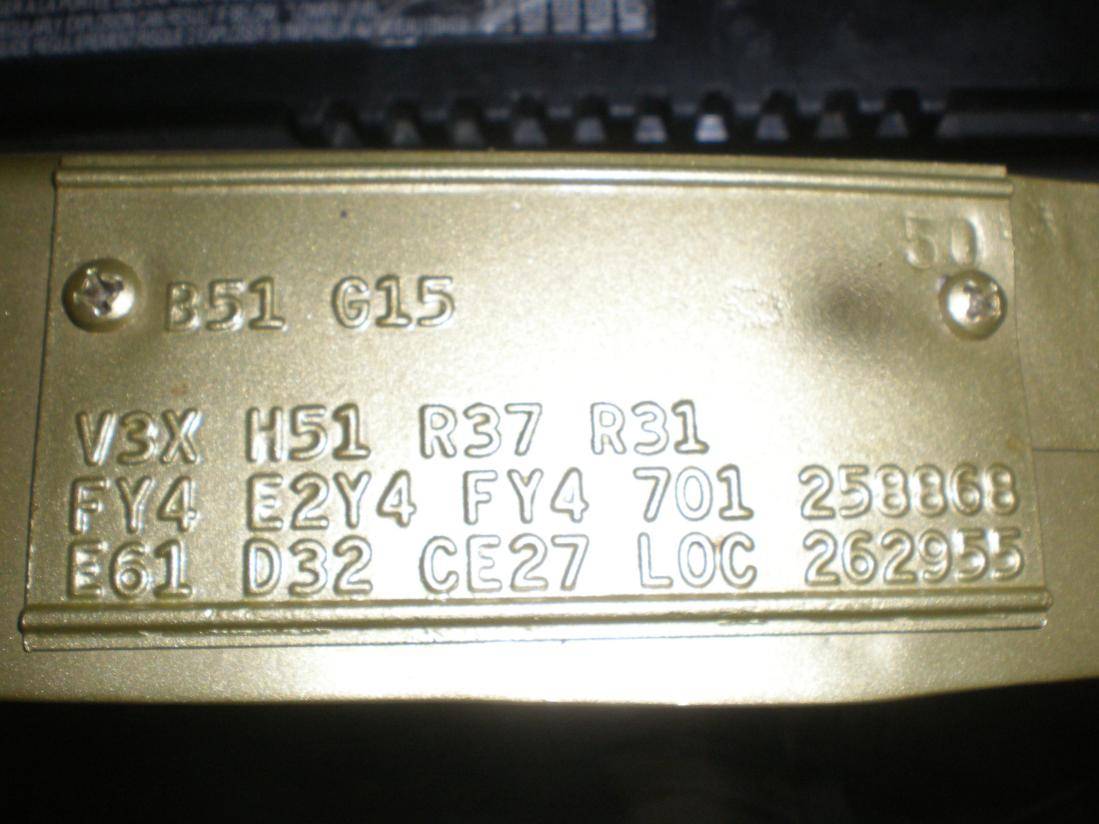 50
B51 G15
V3X H51 R37 R31
FY4 E2Y4 FY4 701 258868
E61 D32 CE27 LOC 262955